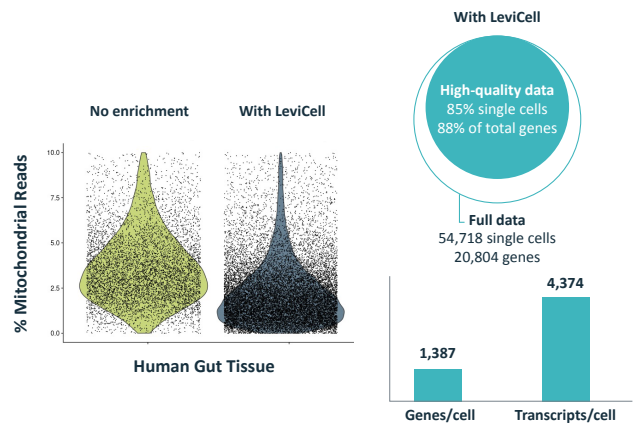 No enrichment
With LeviCell
% Mitochondrial Reads
10.0
7.5
5.0
2.5
0.0
Human Gut Tissue
With LeviCell
High-quality data
85% single cells
88% of total genes
Full data
54,718 single cells
20,804 genes
1,387
4,374
Genes/cell
Transcripts/cell